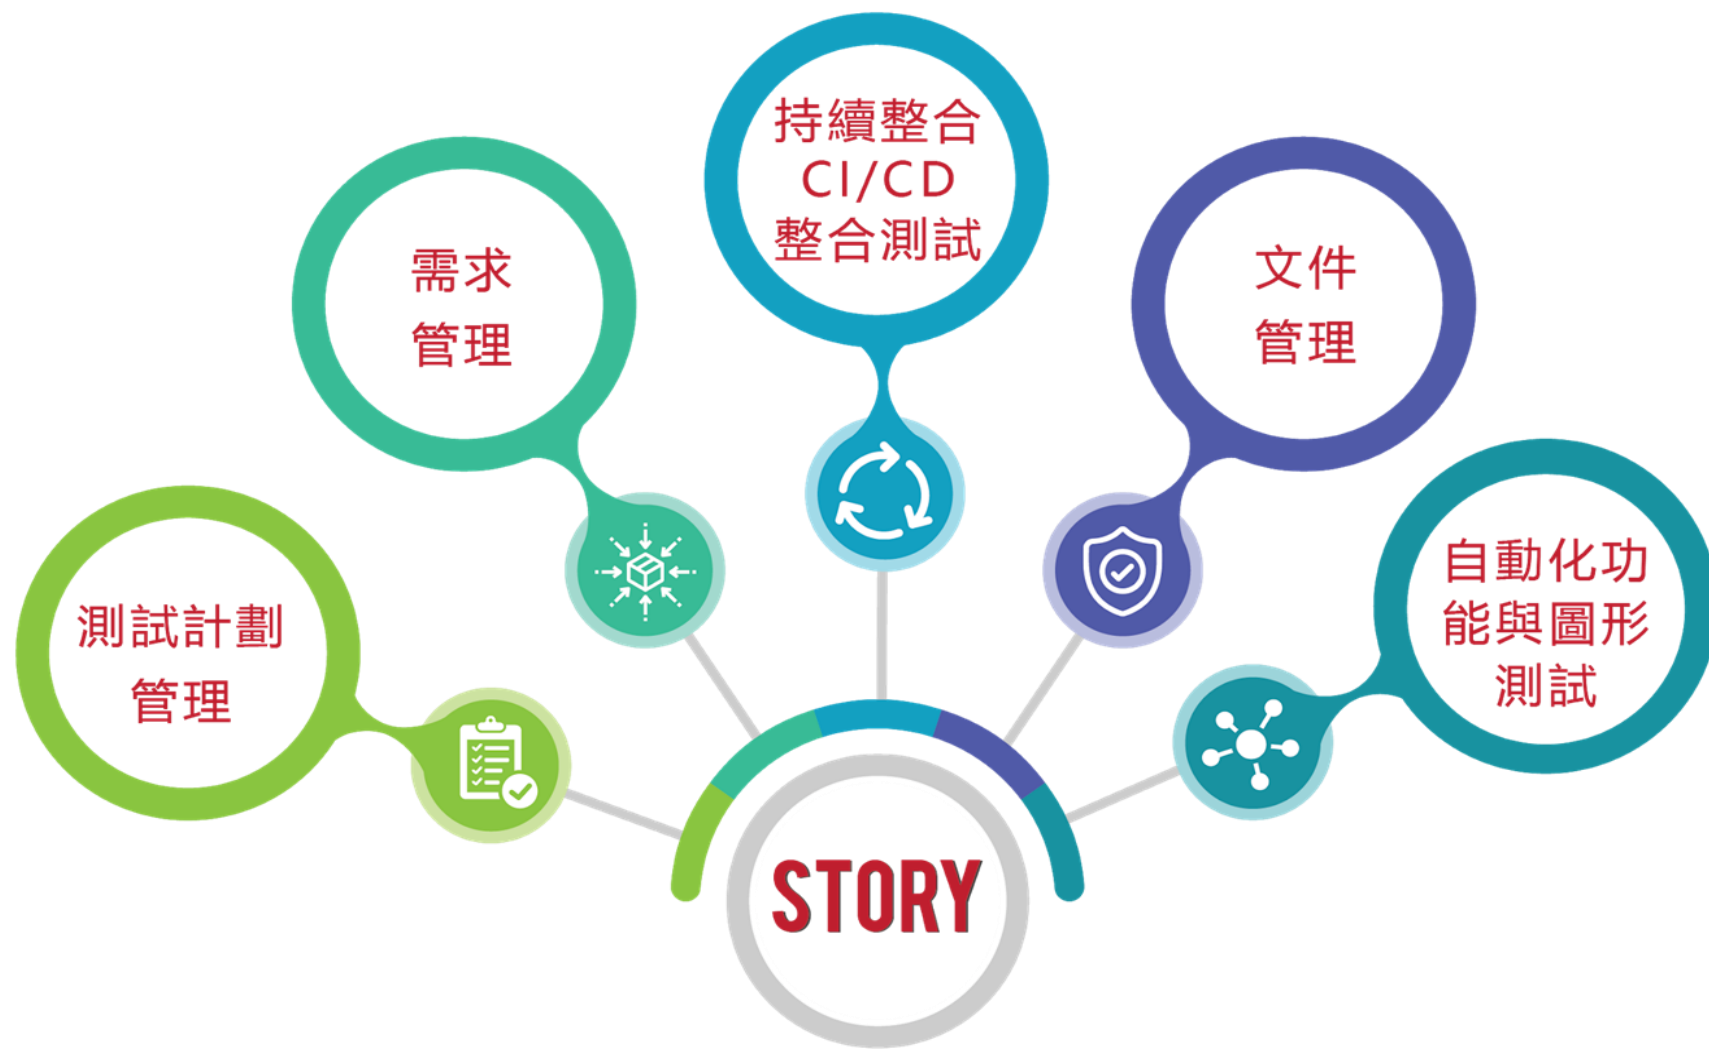 測試計劃
管理
需求
管理
持續整合
CI/CD
整合測試
文件
管理
自動化功
能與圖形
測試
STORY